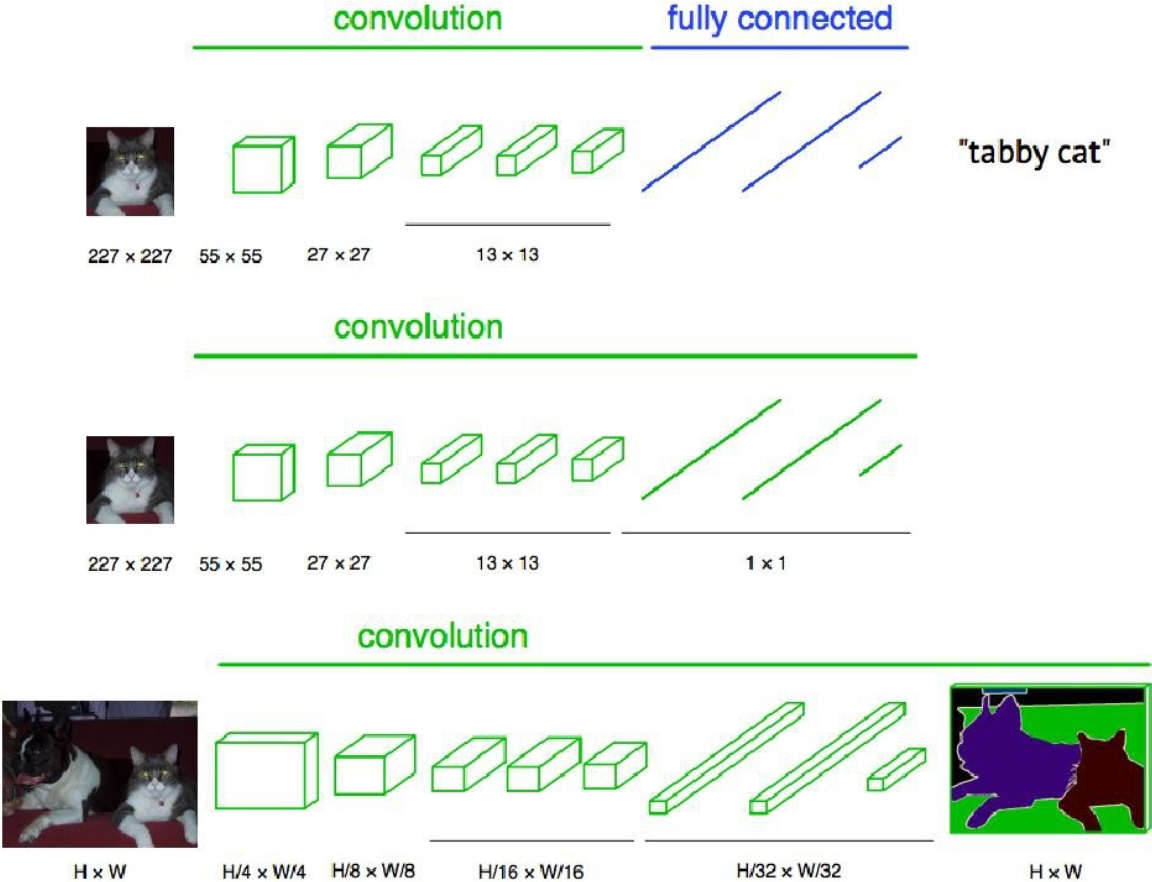 convolution fully connected
"tabby cat"
227 × 227 55 × 55 27 × 27 13 × 13
convolution
227 × 227 55 × 55 27 × 27 13 × 13 1 × 1
convolution
H × W H/4 × W/4 H/8 × W/8 H/16 × W/16 H/32 × W/32 H × W